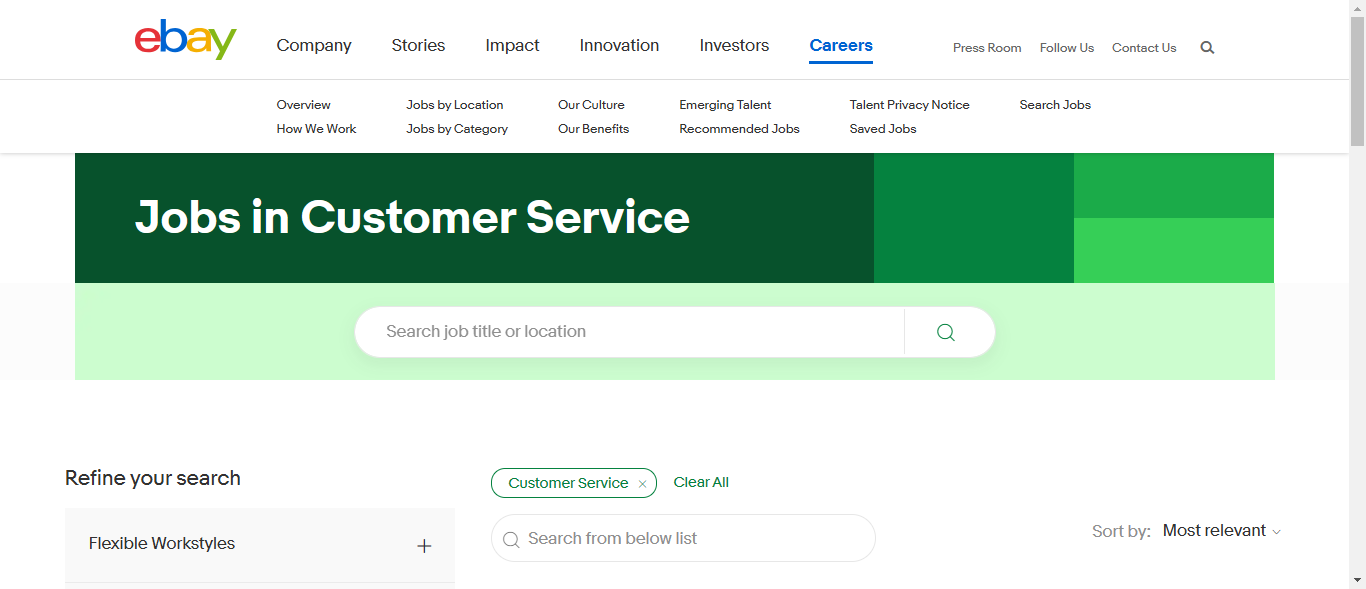 ebay
Company Stories Impact Innovation Investors Careers
Press Room Follow Us Contact Us
Overview Jobs by Location Our Culture Emerging Talent Talent Privacy Notice Search Jobs
How We Work Jobs by Category Our Benefits Recommended Jobs Saved Jobs
Jobs in Customer Service
Search job title or location
Refine your search
Customer Service × Clear All
Flexible Workstyles +
Search from below list
Sort by: Most relevant